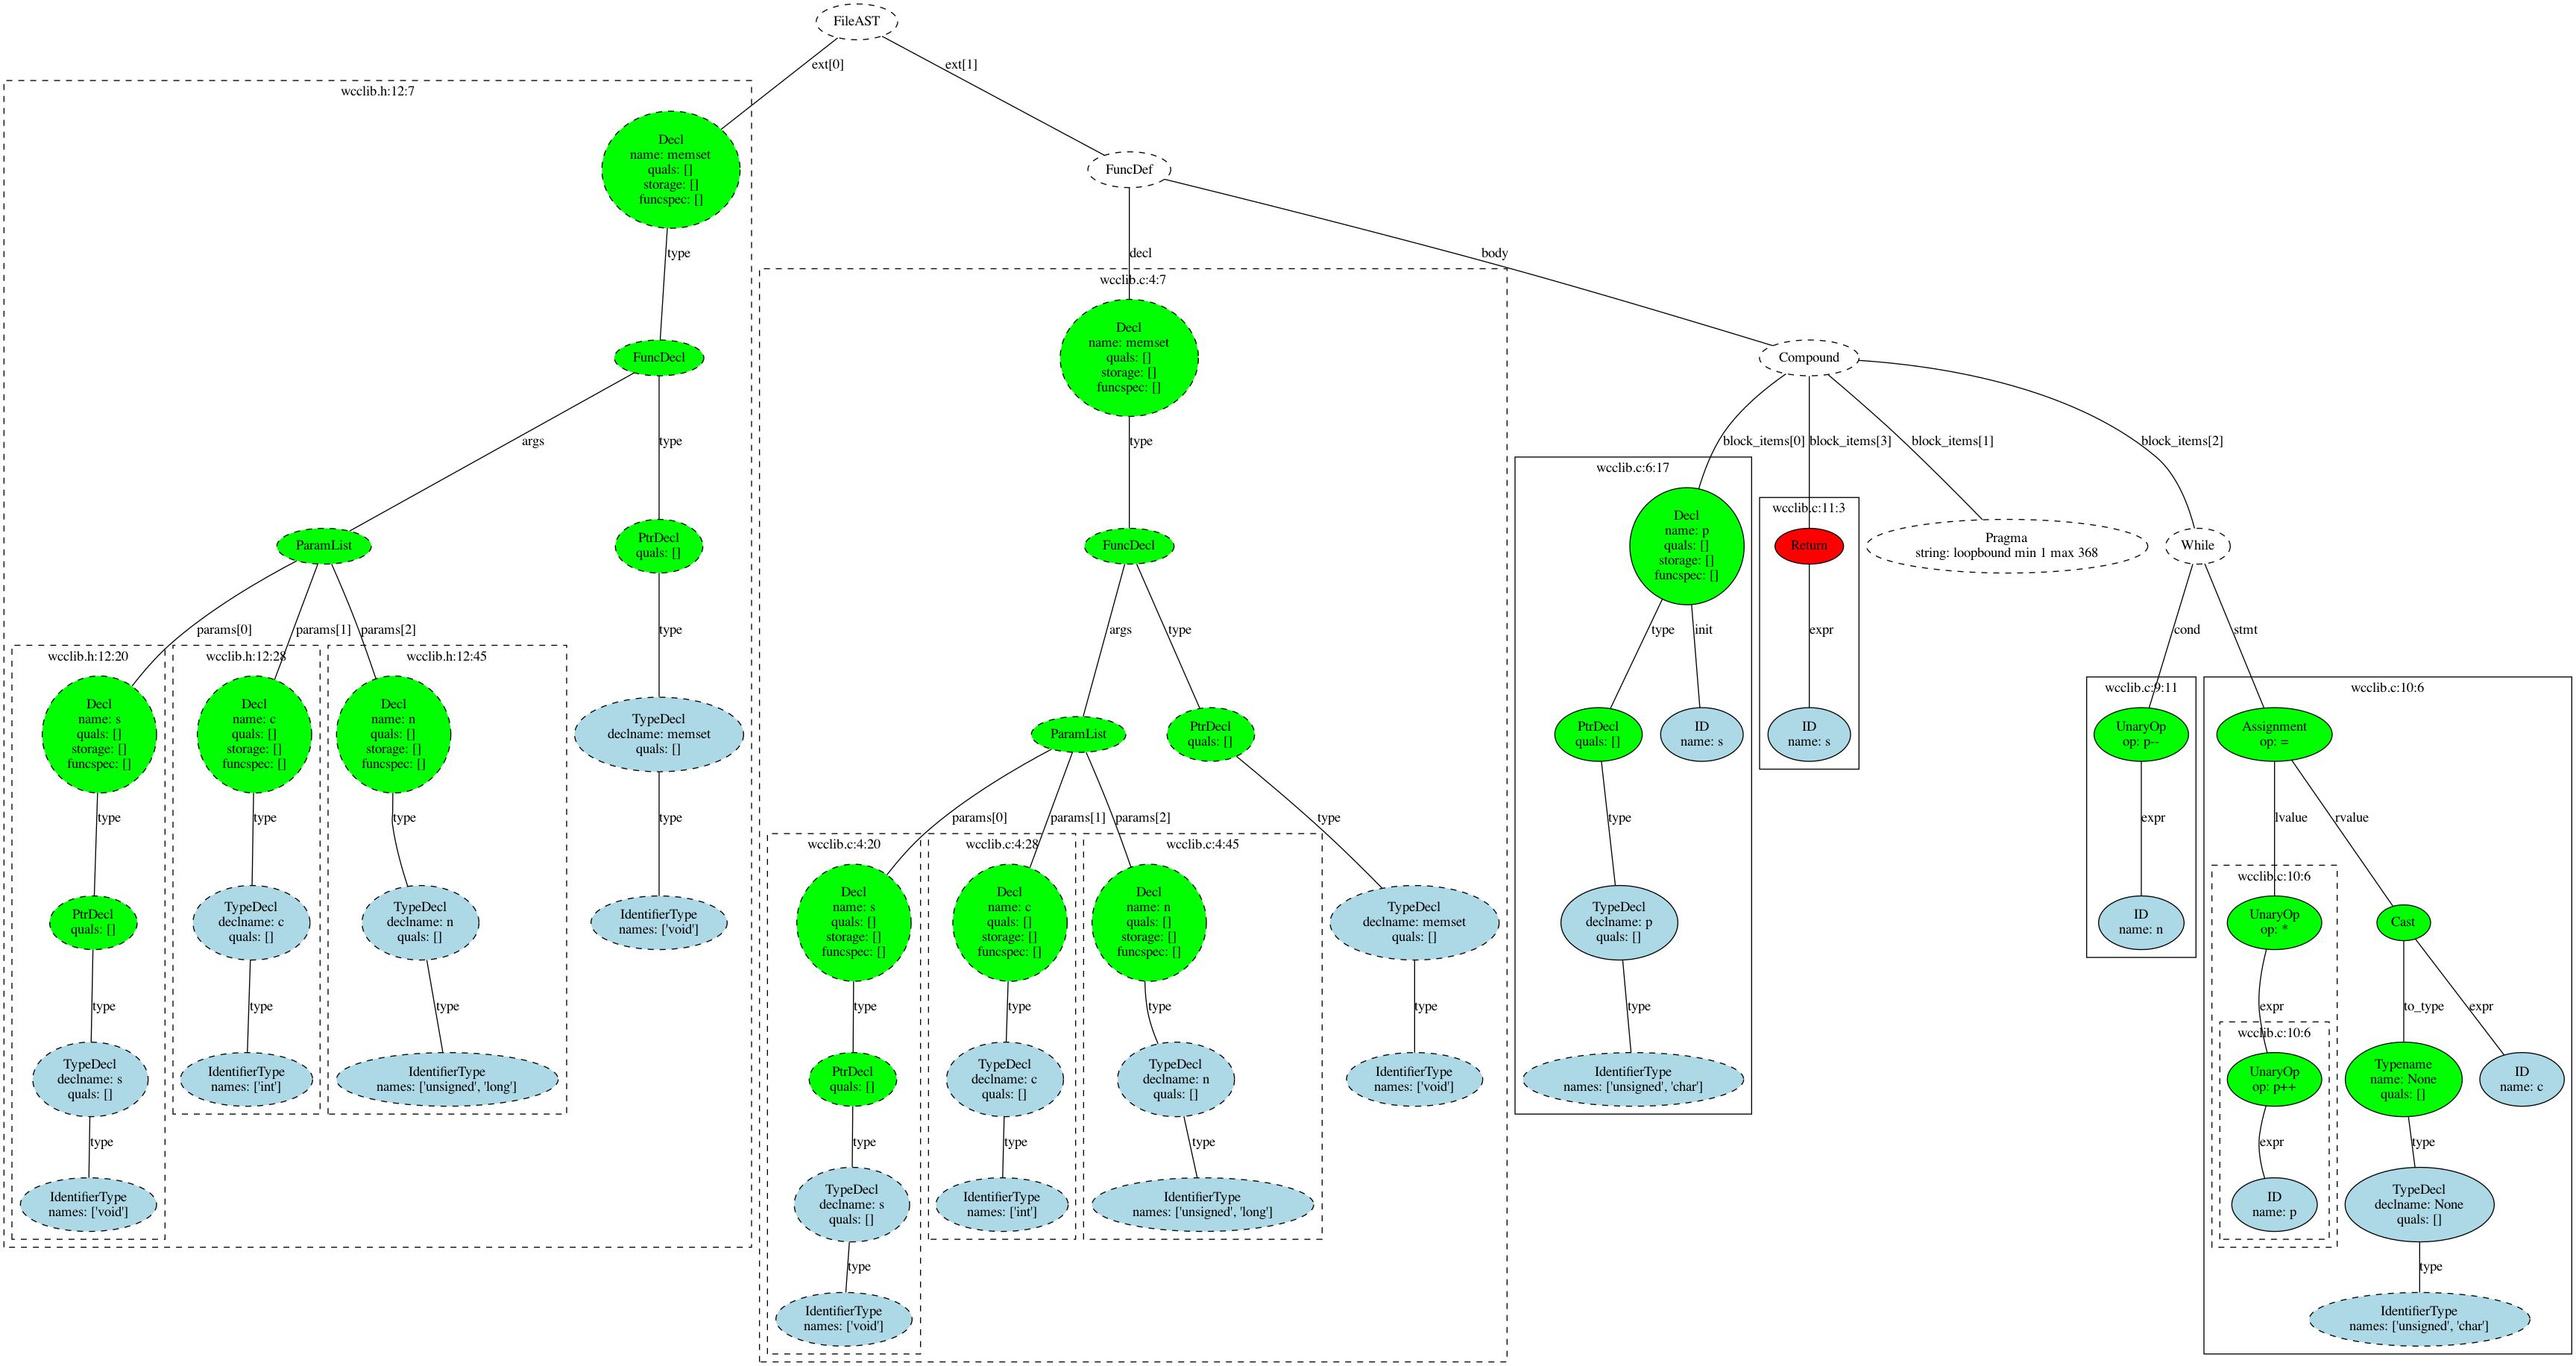 FileAST
ext[0]
ext[1]
wcclib.h:12:7
Decl
name: memset
quals: []
storage: []
funcspec: []
type
FuncDecl
args
type
ParamList
PtrDecl
quals: []
params[0]
params[1]
params[2]
type
wcclib.h:12:20
Decl
name: s
quals: []
storage: []
funcspec: []
type
PtrDecl
quals: []
type
TypeDecl
declname: s
quals: []
type
IdentifierType
names: ['void']
wcclib.h:12:28
Decl
name: c
quals: []
storage: []
funcspec: []
type
TypeDecl
declname: c
quals: []
type
IdentifierType
names: ['int']
wcclib.h:12:45
Decl
name: n
quals: []
storage: []
funcspec: []
type
TypeDecl
declname: n
quals: []
type
IdentifierType
names: ['unsigned', 'long']
TypeDecl
declname: memset
quals: []
type
IdentifierType
names: ['void']
FuncDef
decl
body
wcclib.c:4:7
Decl
name: memset
quals: []
storage: []
funcspec: []
type
FuncDecl
args
type
ParamList
PtrDecl
quals: []
params[0]
params[1]
params[2]
type
wcclib.c:4:20
Decl
name: s
quals: []
storage: []
funcspec: []
type
PtrDecl
quals: []
type
TypeDecl
declname: s
quals: []
type
IdentifierType
names: ['void']
wcclib.c:4:28
Decl
name: c
quals: []
storage: []
funcspec: []
type
TypeDecl
declname: c
quals: []
type
IdentifierType
names: ['int']
wcclib.c:4:45
Decl
name: n
quals: []
storage: []
funcspec: []
type
TypeDecl
declname: n
quals: []
type
IdentifierType
names: ['unsigned', 'long']
TypeDecl
declname: memset
quals: []
type
IdentifierType
names: ['void']
Compound
block_items[0]
block_items[3]
block_items[1]
block_items[2]
wcclib.c:6:17
Decl
name: p
quals: []
storage: []
funcspec: []
type
init
PtrDecl
quals: []
ID
name: s
type
TypeDecl
declname: p
quals: []
type
IdentifierType
names: ['unsigned', 'char']
wcclib.c:11:3
Return
expr
ID
name: s
Pragma
string: loopbound min 1 max 368
While
cond
stmt
wcclib.c:9:11
UnaryOp
op: p--
expr
ID
name: n
wcclib.c:10:6
Assignment
op: =
lvalue
rvalue
wcclib.c:10:6
UnaryOp
op: *
expr
wcclib.c:10:6
UnaryOp
op: p++
expr
ID
name: p
Cast
to_type
expr
Typename
name: None
quals: []
ID
name: c
type
TypeDecl
declname: None
quals: []
type
IdentifierType
names: ['unsigned', 'char']